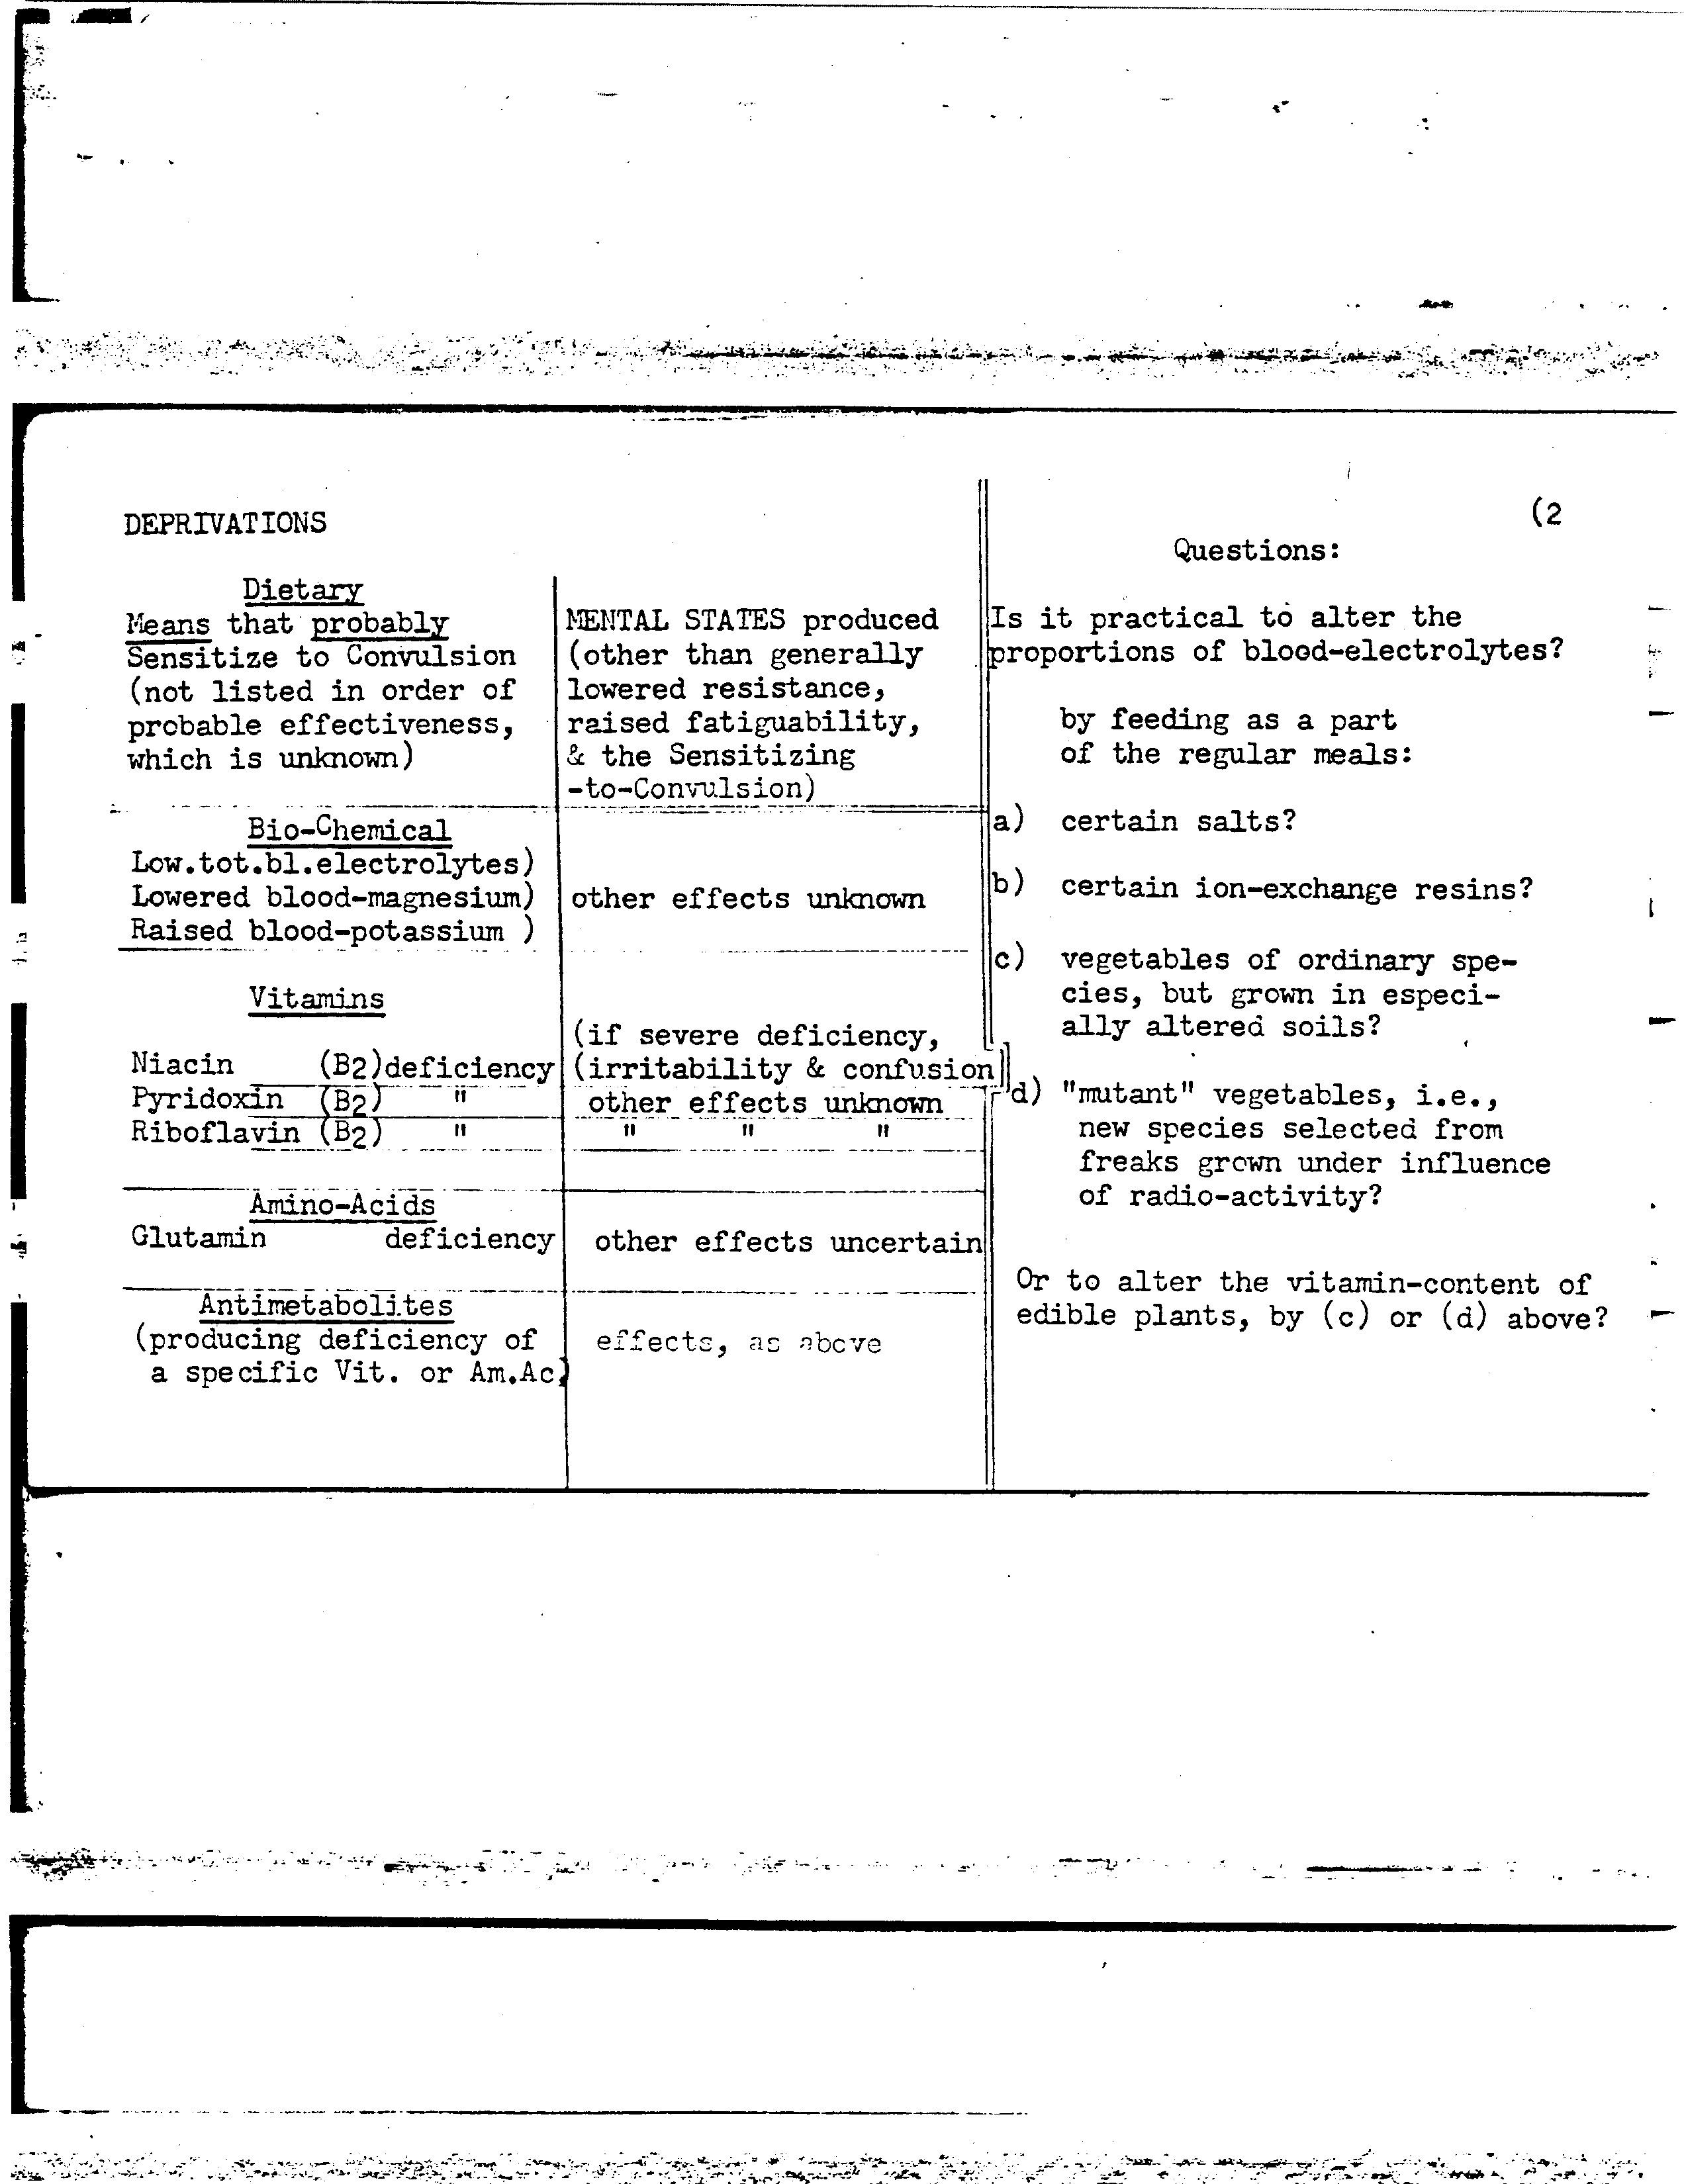 DEPRIVATIONS
Dietary
Means that probably
Sensitize to Convulsion
(not listed in order of
probable effectiveness,
which is unknown)
MENTAL STATES produced
(other than generally
lowered resistance,
raised fatiguability,
& the Sensitizing
-to-Convulsion)
Bio-Chemical
Low.tot.bl.electrolytes)
Lowered blood-magnesium)
Raised blood-potassium )
other effects unknown
Vitamins
Niacin (B2)deficiency
(if severe deficiency,
(irritability & confusion
Pyridoxin (B2) " other effects unknown
Riboflavin (B2) " " " "
Amino-Acids
Glutamin deficiency other effects uncertain
Antimetabolites
(producing deficiency of
a specific Vit. or Am.Ac)
effects, as above
(2
Questions:
Is it practical to alter the
proportions of blood-electrolytes?
by feeding as a part
of the regular meals:
a) certain salts?
b) certain ion-exchange resins?
c) vegetables of ordinary spe-
cies, but grown in especi-
ally altered soils?
d) "mutant" vegetables, i.e.,
new species selected from
freaks grown under influence
of radio-activity?
Or to alter the vitamin-content of
edible plants, by (c) or (d) above?